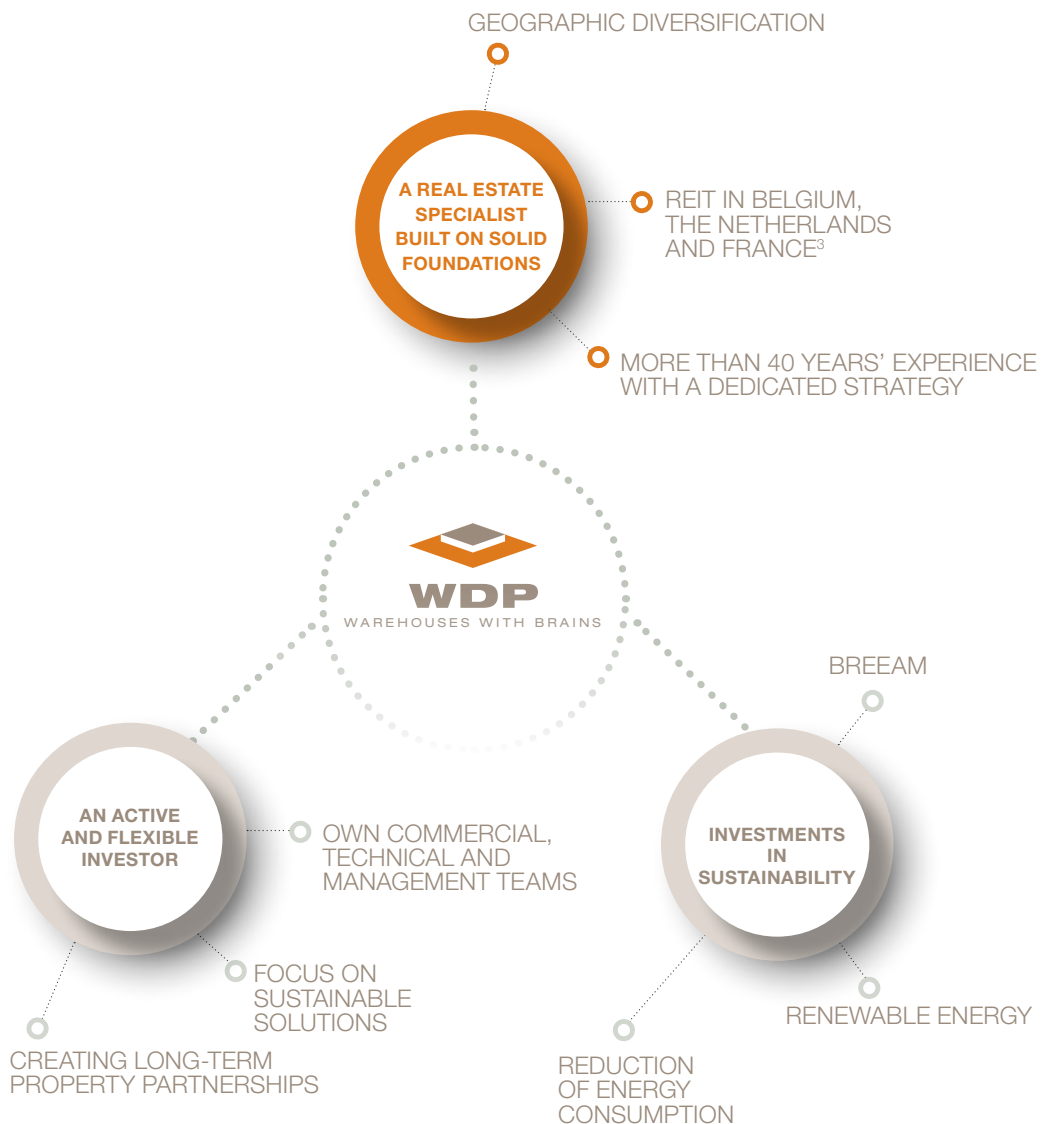 GEOGRAPHIC DIVERSIFICATION
A REAL ESTATE
SPECIALIST
BUILT ON SOLID
FOUNDATIONS
REIT IN BELGIUM,
THE NETHERLANDS
AND FRANCE³
MORE THAN 40 YEARS’ EXPERIENCE
WITH A DEDICATED STRATEGY
WDP
WAREHOUSES WITH BRAINS
AN ACTIVE
AND FLEXIBLE
INVESTOR
OWN COMMERCIAL,
TECHNICAL AND
MANAGEMENT TEAMS
FOCUS ON
SUSTAINABLE
SOLUTIONS
CREATING LONG-TERM
PROPERTY PARTNERSHIPS
BREEAM
INVESTMENTS
IN
SUSTAINABILITY
RENEWABLE ENERGY
REDUCTION
OF ENERGY
CONSUMPTION